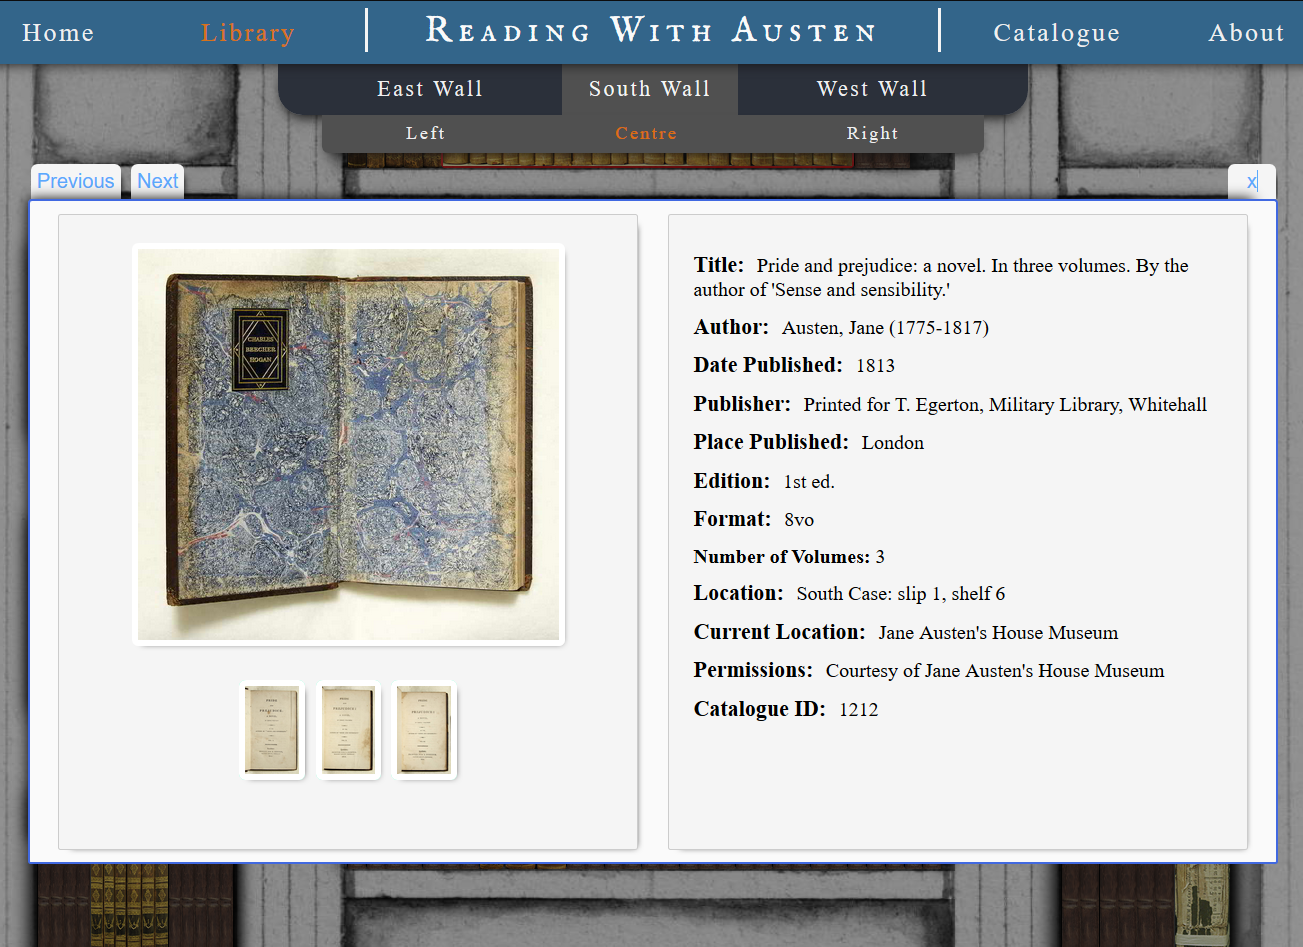 Home
Library
READING WITH AUSTEN
Catalogue
About
East Wall
South Wall
West Wall
Left
Centre
Right
Previous
Next
x
CHARLES
BRECHER
HOGAN
Title: Pride and prejudice: a novel. In three volumes. By the
author of 'Sense and sensibility.'
Author: Austen, Jane (1775-1817)
Date Published: 1813
Publisher: Printed for T. Egerton, Military Library, Whitehall
Place Published: London
Edition: 1st ed.
Format: 8vo
Number of Volumes: 3
Location: South Case: slip 1, shelf 6
Current Location: Jane Austen's House Museum
Permissions: Courtesy of Jane Austen's House Museum
Catalogue ID: 1212